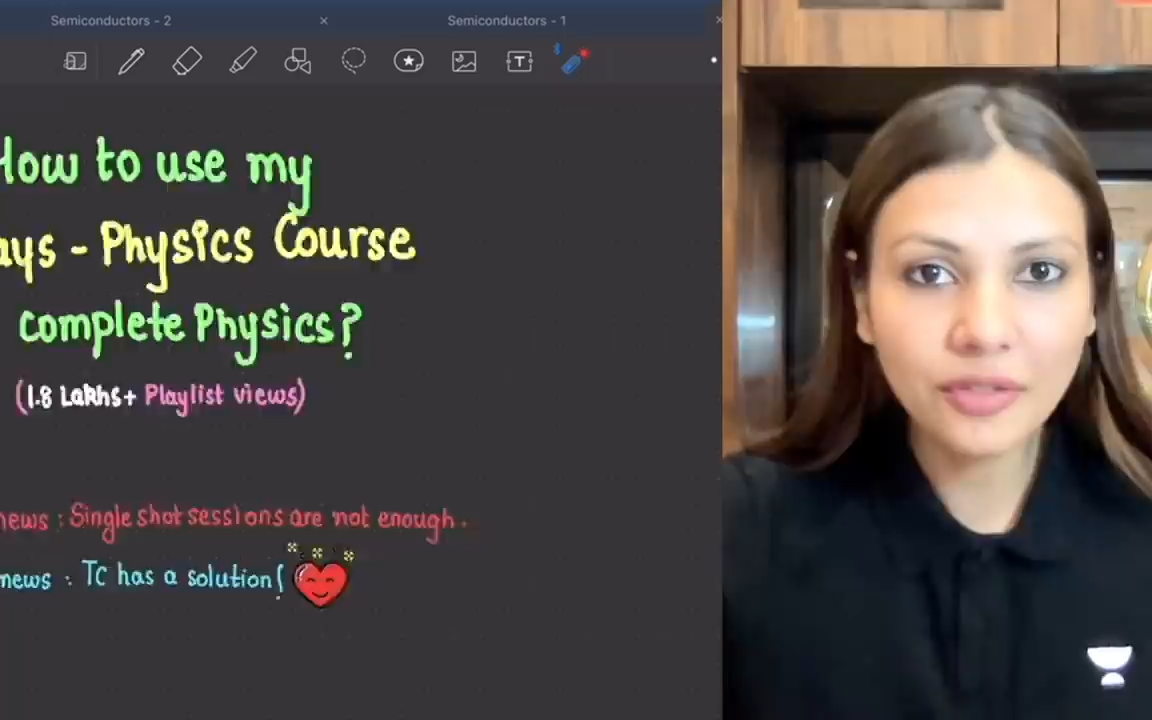 Semiconductors - 2
Semiconductors - 1
T
How to use my
ays - Physics Course
complete Physics?
(1.8 Lakhs+ Playlist views)
news : Single shot sessions are not enough.
news : TC has a solution!